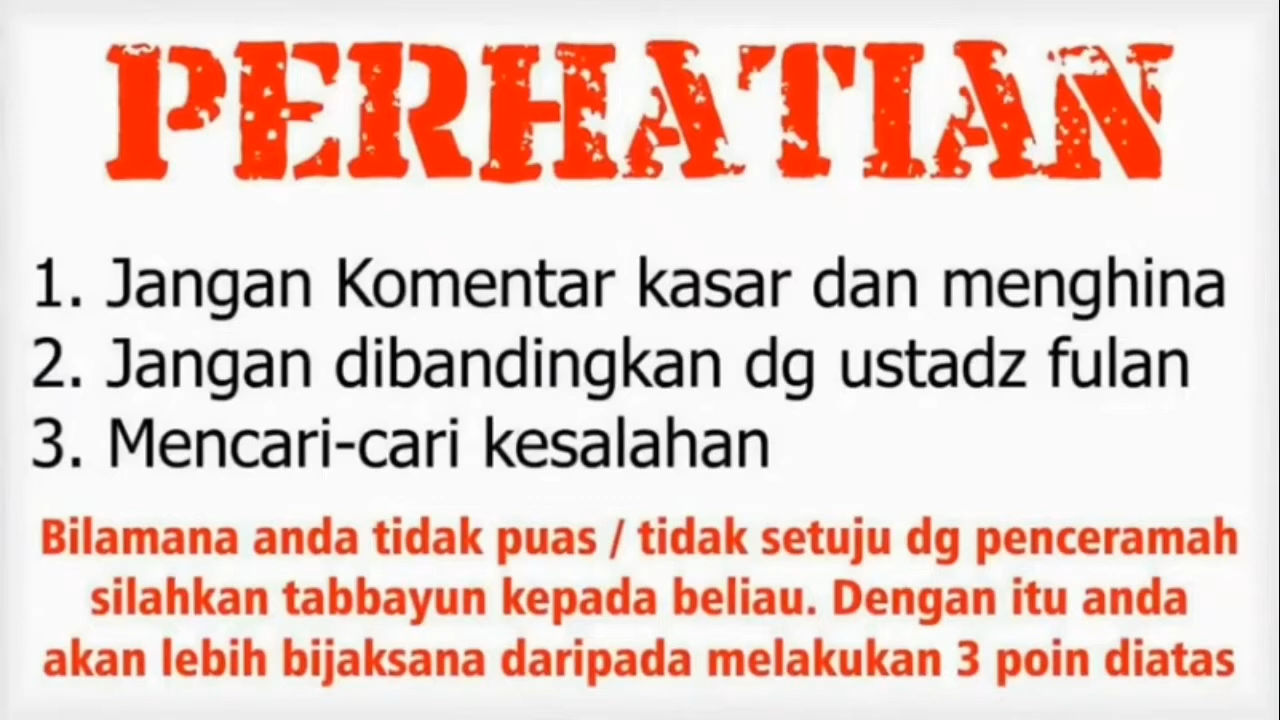 PERHATIAN
1. Jangan Komentar kasar dan menghina
2. Jangan dibandingkan dg ustadz fulan
3. Mencari-cari kesalahan
Bilamana anda tidak puas / tidak setuju dg penceramah
silahkan tabbayun kepada beliau. Dengan itu anda
akan lebih bijaksana daripada melakukan 3 poin diatas